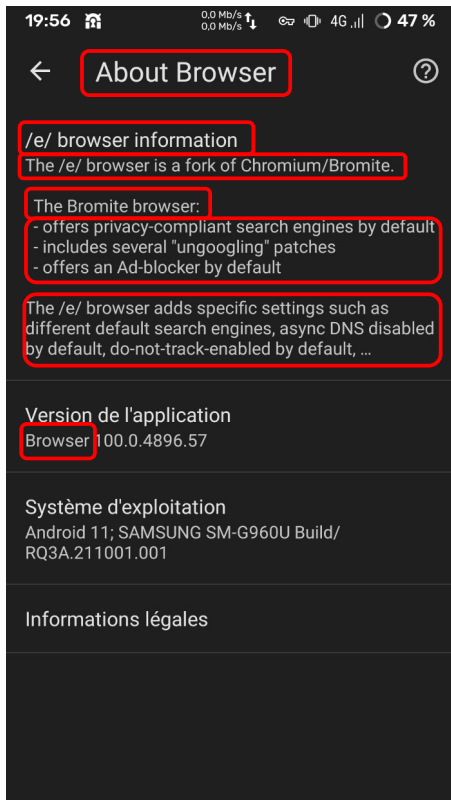 19:56 0,0 Mb/s 4G 47 %
0,0 Mb/s
About Browser
/e/ browser information
The /e/ browser is a fork of Chromium/Bromite.
The Bromite browser:
- offers privacy-compliant search engines by default
- includes several "ungoogling" patches
- offers an Ad-blocker by default
The /e/ browser adds specific settings such as
different default search engines, async DNS disabled
by default, do-not-track-enabled by default, …
Version de l'application
Browser 100.0.4896.57
Système d'exploitation
Android 11; SAMSUNG SM-G960U Build/
RQ3A.211001.001
Informations légales